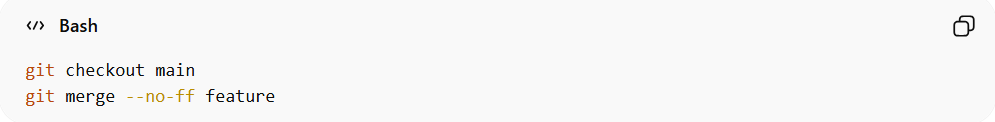 Bash
git checkout main
git merge --no-ff feature